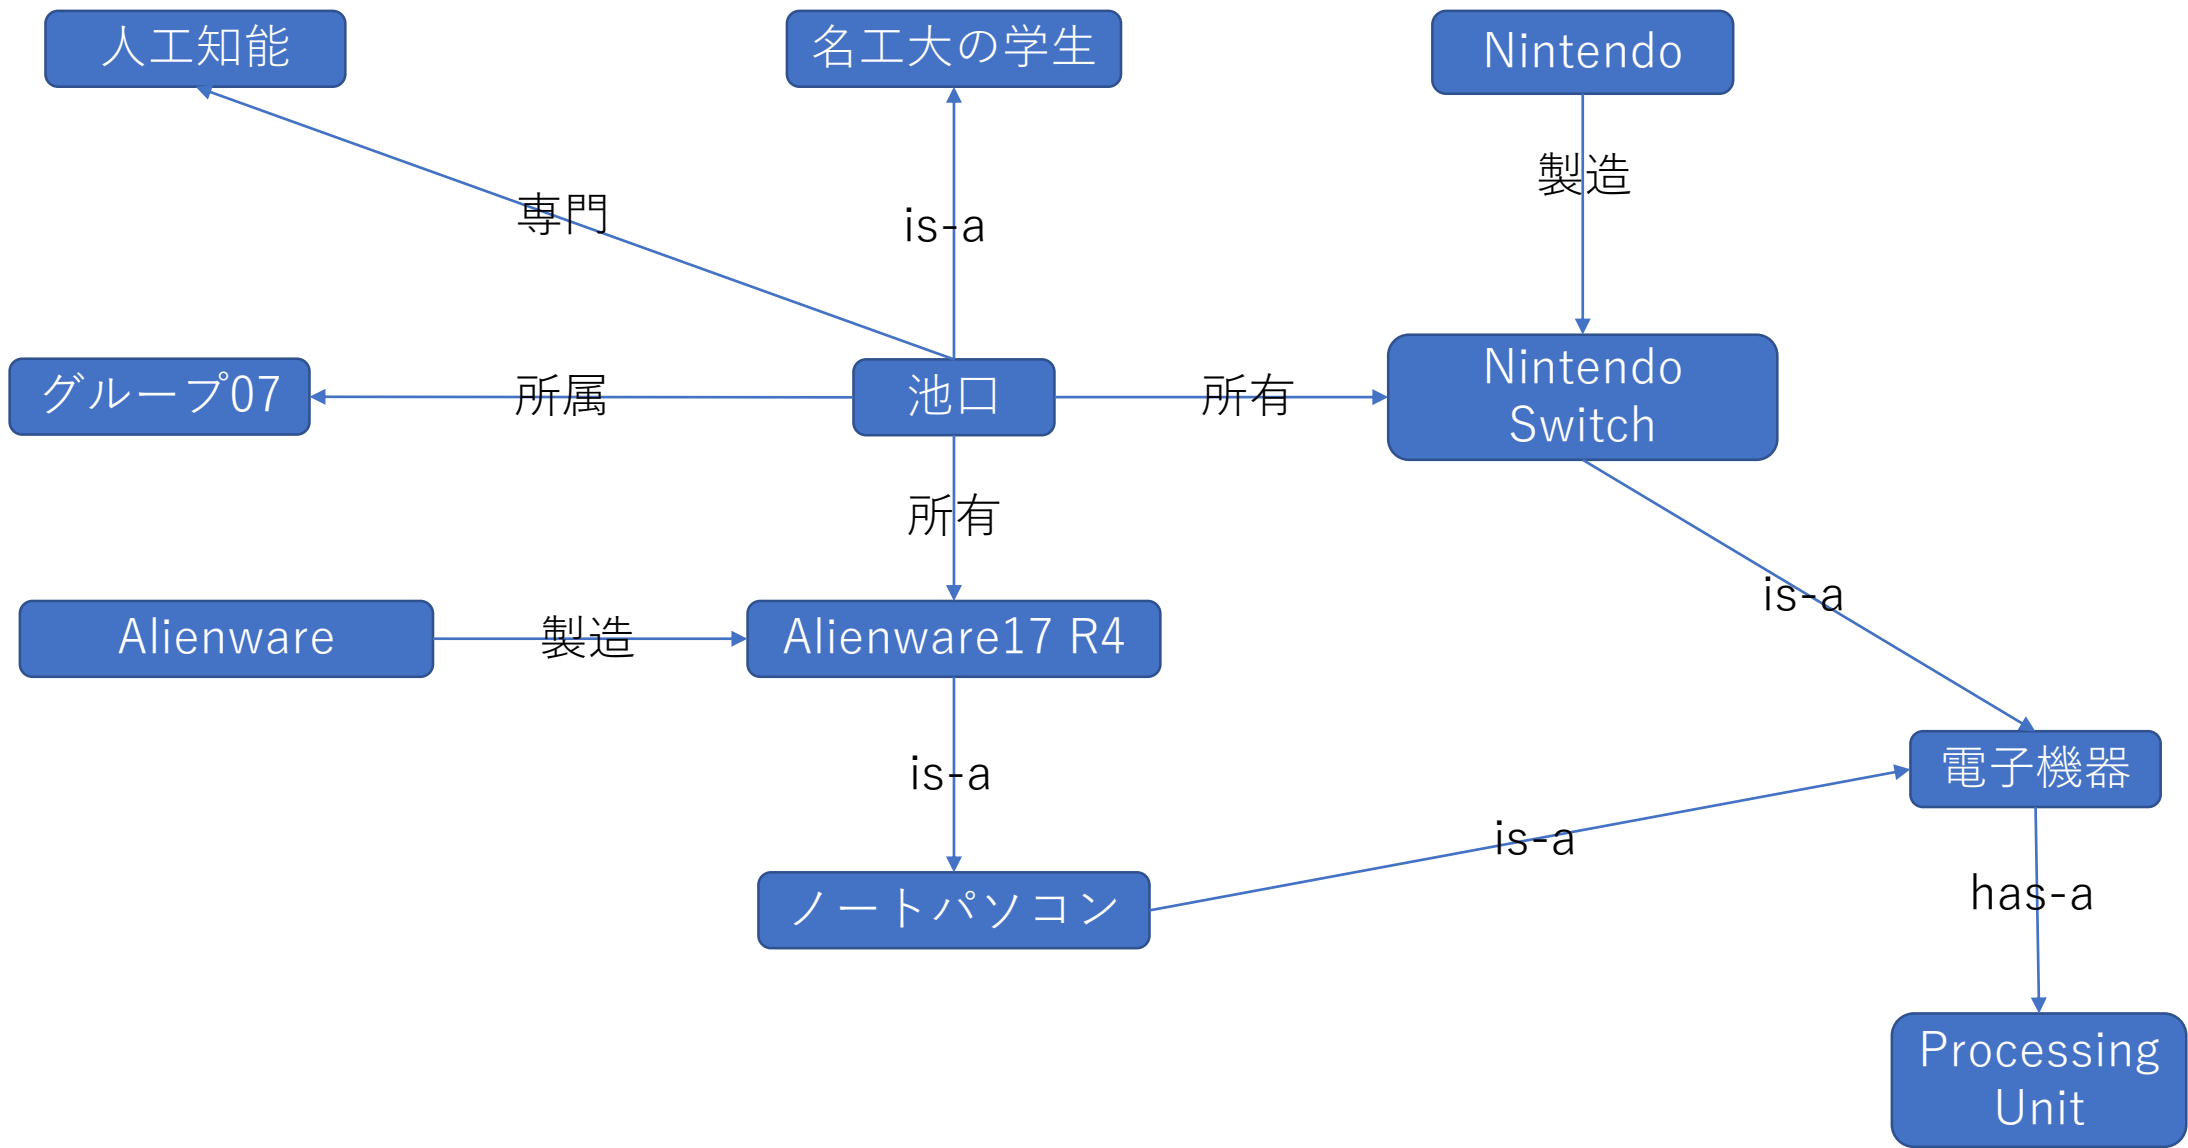 人工知能
名工大の学生
Nintendo
製造
専門
is-a
グループ07
所属
池口
所有
Nintendo
Switch
所有
is-a
Alienware
製造
Alienware17 R4
is-a
電子機器
is-a
has-a
ノートパソコン
Processing
Unit